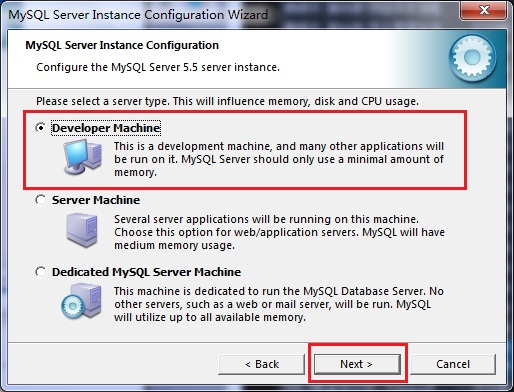 MySQL Server Instance Configuration Wizard
MySQL Server Instance Configuration
Configure the MySQL Server 5.5 server instance.
Please select a server type. This will influence memory, disk and CPU usage.
Developer Machine
This is a development machine, and many other applications will
be run on it. MySQL Server should only use a minimal amount of
memory.
Server Machine
Several server applications will be running on this machine.
Choose this option for web/application servers. MySQL will have
medium memory usage.
Dedicated MySQL Server Machine
This machine is dedicated to run the MySQL Database Server. No
other servers, such as a web or mail server, will be run. MySQL
will utilize up to all available memory.
< Back
Next >
Cancel